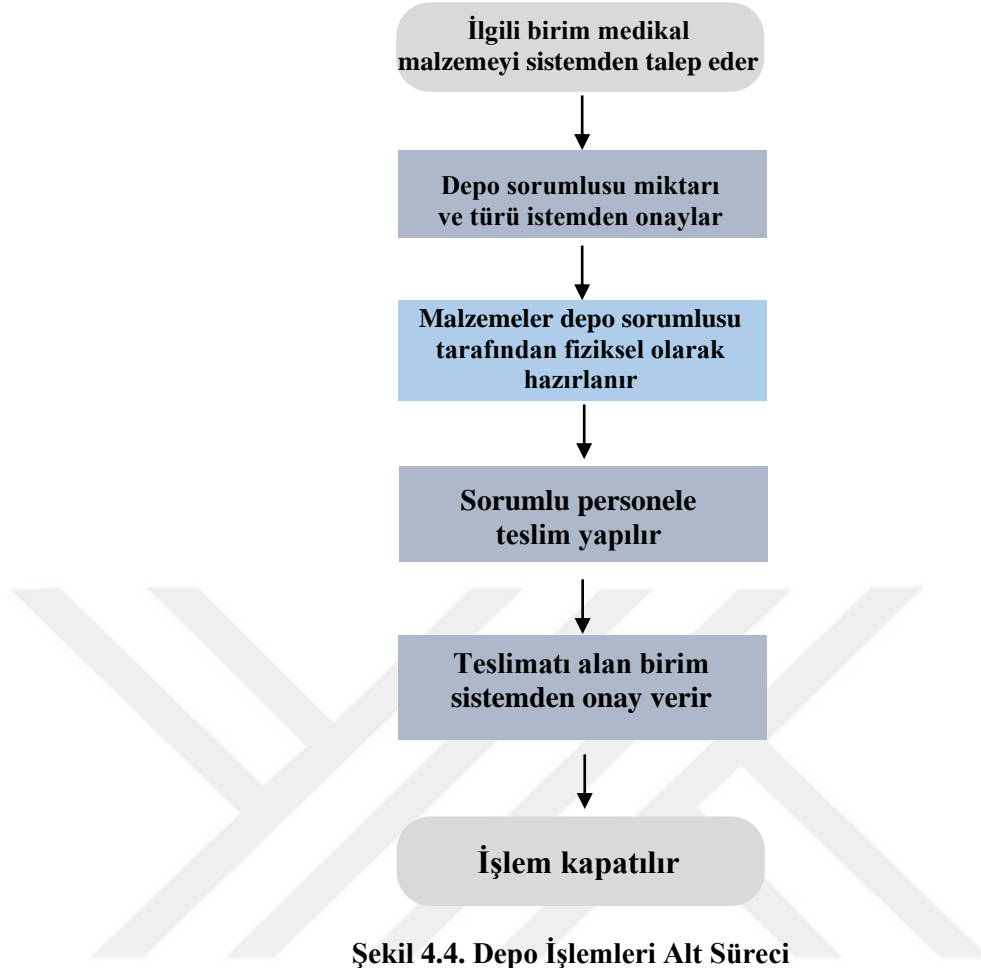 İlgili birim medikal
malzemeyi sistemden talep eder
Depo sorumlusu miktarı
ve türü istemden onaylar
Malzemeler depo sorumlusu
tarafından fiziksel olarak
hazırlanır
Sorumlu personele
teslim yapılır
Teslimatı alan birim
sistemden onay verir
İşlem kapatılır
Şekil 4.4. Depo İşlemleri Alt Süreci